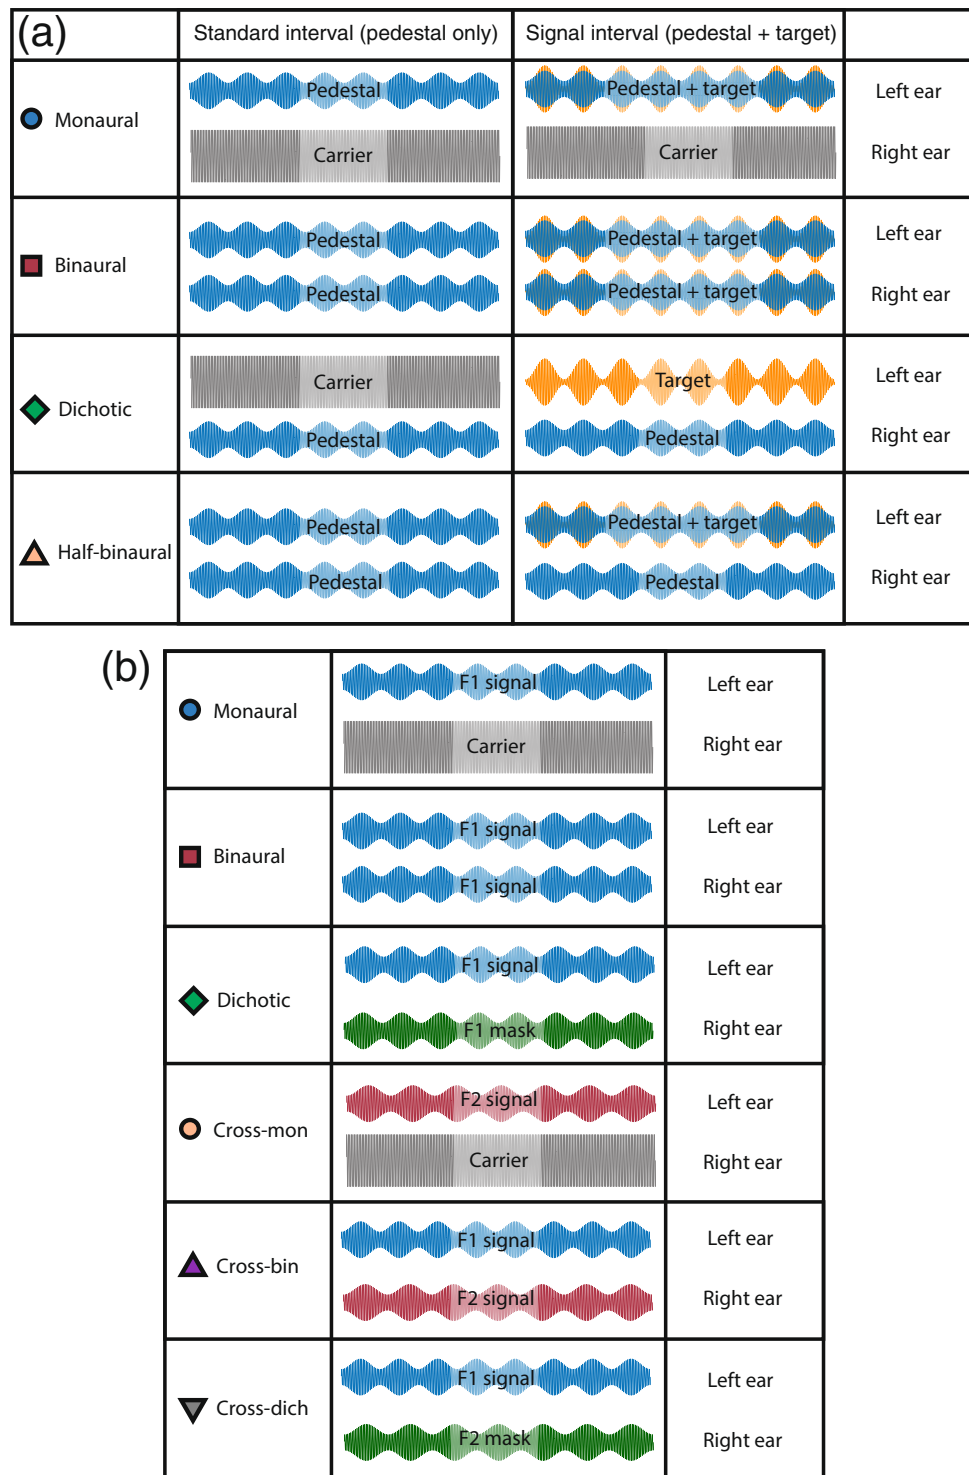 (a)
Standard interval (pedestal only)
Signal interval (pedestal + target)
Monaural
Pedestal
Carrier
Pedestal + target
Carrier
Left ear
Right ear
Binaural
Pedestal
Pedestal
Pedestal + target
Pedestal + target
Left ear
Right ear
Dichotic
Carrier
Pedestal
Target
Pedestal
Left ear
Right ear
Half-binaural
Pedestal
Pedestal
Pedestal + target
Pedestal
Left ear
Right ear
(b)
Monaural
F1 signal
Carrier
Left ear
Right ear
Binaural
F1 signal
F1 signal
Left ear
Right ear
Dichotic
F1 signal
F1 mask
Left ear
Right ear
Cross-mon
F2 signal
Carrier
Left ear
Right ear
Cross-bin
F1 signal
F2 signal
Left ear
Right ear
Cross-dich
F1 signal
F2 mask
Left ear
Right ear